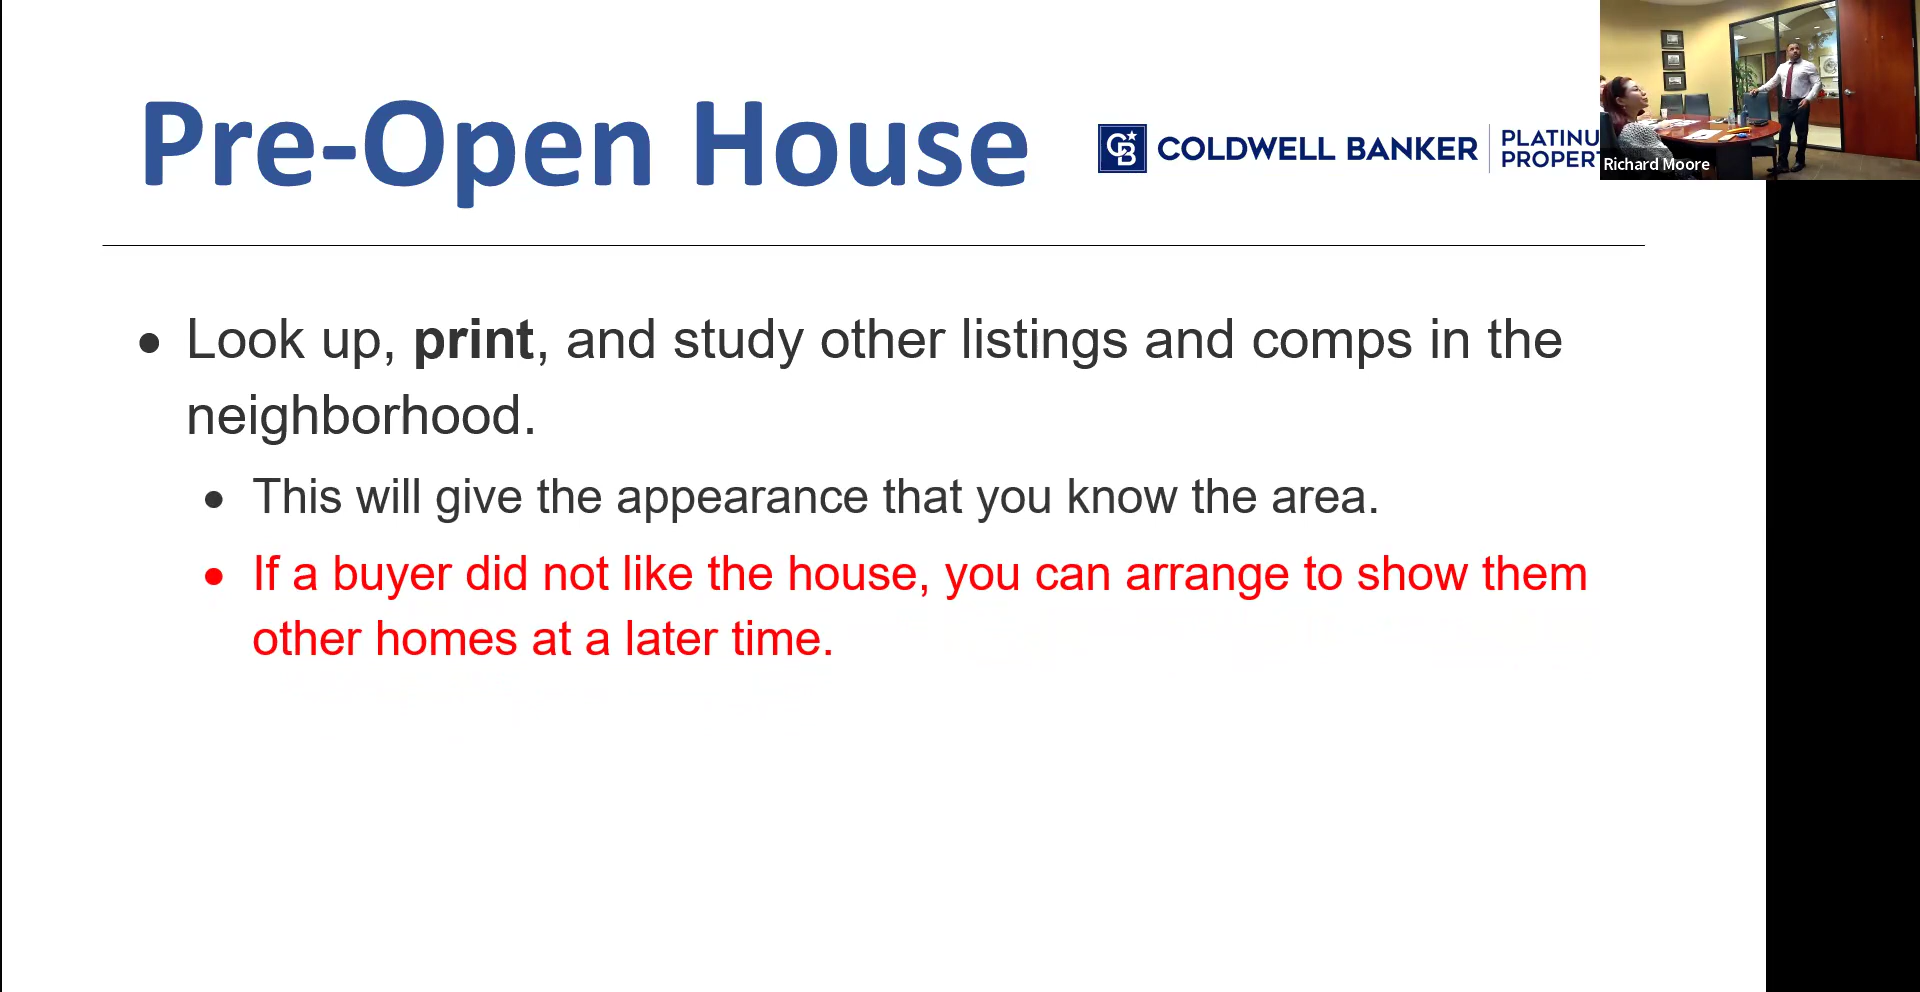 Pre-Open House
COLDWELL BANKER
Richard Moore
• Look up, print, and study other listings and comps in the
neighborhood.
• This will give the appearance that you know the area.
• If a buyer did not like the house, you can arrange to show them
other homes at a later time.